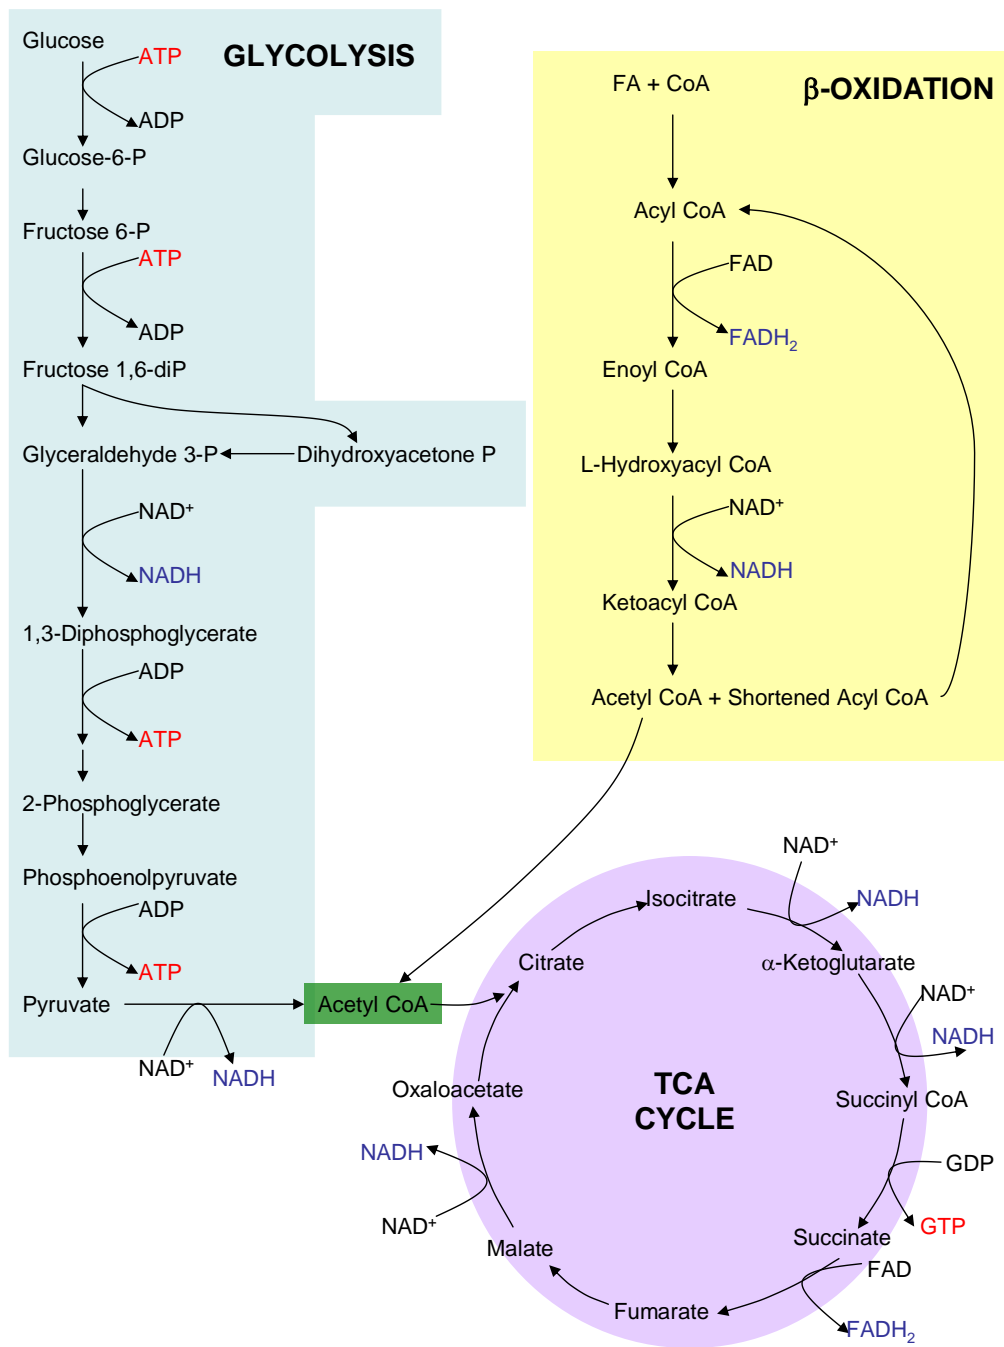 GLYCOLYSIS
Glucose
ATP
ADP
Glucose-6-P
Fructose 6-P
ATP
ADP
Fructose 1,6-diP
Glyceraldehyde 3-P
Dihydroxyacetone P
NAD⁺
NADH
1,3-Diphosphoglycerate
ADP
ATP
2-Phosphoglycerate
Phosphoenolpyruvate
ADP
ATP
Pyruvate
NAD⁺
NADH
Acetyl CoA
β-OXIDATION
FA + CoA
Acyl CoA
FAD
FADH₂
Enoyl CoA
L-Hydroxyacyl CoA
NAD⁺
NADH
Ketoacyl CoA
Acetyl CoA + Shortened Acyl CoA
TCA
CYCLE
Citrate
Isocitrate
NAD⁺
NADH
α-Ketoglutarate
NAD⁺
NADH
Succinyl CoA
GDP
GTP
Succinate
FAD
FADH₂
Fumarate
Malate
NAD⁺
NADH
Oxaloacetate